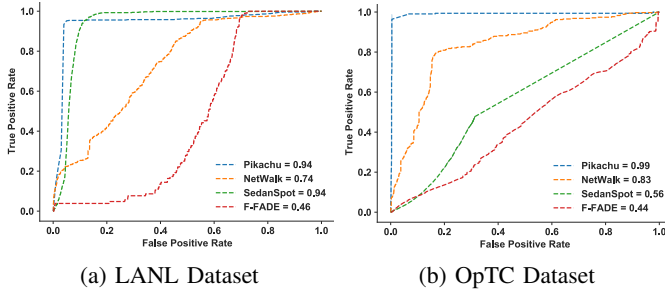 True Positive Rate
1.0
0.8
0.6
0.4
0.2
0.0
0.0 0.2 0.4 0.6 0.8 1.0
False Positive Rate
Pikachu = 0.94
NetWalk = 0.74
SedanSpot = 0,94
F-FADE = 0,46
(a) LANL Dataset
True Positive Rate
1.0
0.8
0.6
0.4
0.2
0.0
0.0 0.2 0.4 0.6 0.8 1.0
False Positive Rate
Pikachu = 0.99
NetWalk = 0.83
SedanSpot = 0,56
F-FADE = 0.44
(b) OpTC Dataset